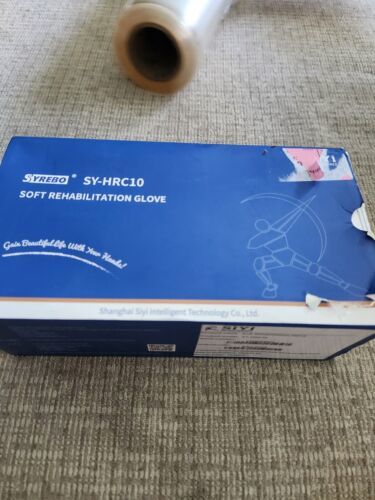 SYREBO® SY-HRC10
SOFT REHABILITATION GLOVE
Gain Beautiful Life With Your Hands!
Shanghai Siyi Intelligent Technology Co., Ltd.
SIYI